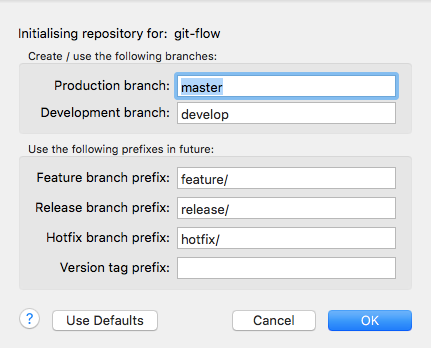 Initialising repository for: git-flow
Create / use the following branches:
Production branch: master
Development branch: develop
Use the following prefixes in future:
Feature branch prefix: feature/
Release branch prefix: release/
Hotfix branch prefix: hotfix/
Version tag prefix:
? Use Defaults Cancel OK